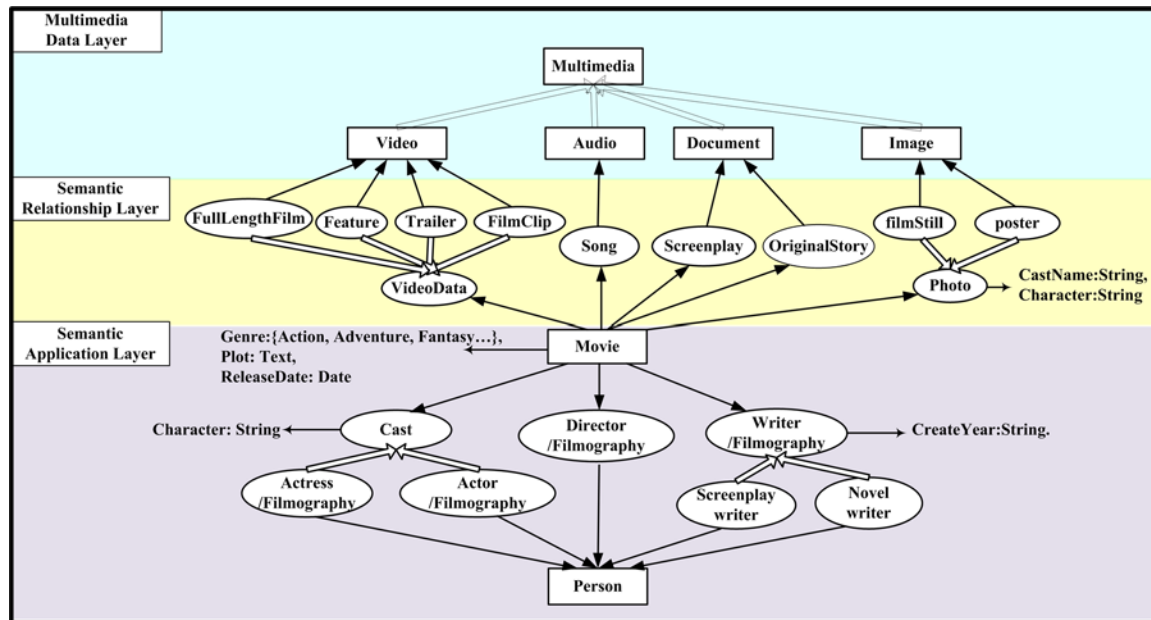 Multimedia
Data Layer
Multimedia
Video
Audio
Document
Image
Semantic
Relationship Layer
FullLengthFilm
Feature
Trailer
FilmClip
Song
Screenplay
OriginalStory
filmStill
poster
VideoData
Photo
CastName:String,
Character:String
Semantic
Application Layer
Genre:{Action, Adventure, Fantasy…},
Plot: Text,
ReleaseDate: Date
Movie
Character: String
Cast
Director
/Filmography
Writer
/Filmography
CreateYear:String.
Actress
/Filmography
Actor
/Filmography
Screenplay
writer
Novel
writer
Person